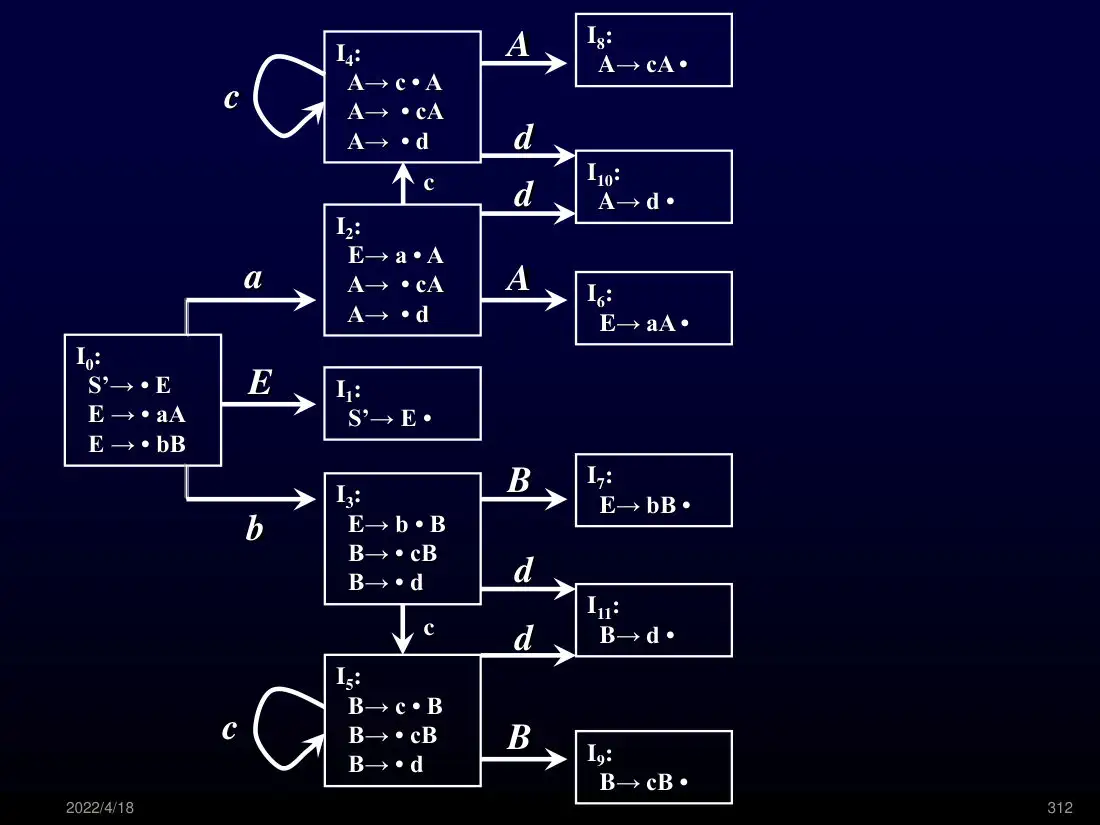 I4:
A→ c • A
A→ • cA
A→ • d
A
I8:
A→ cA •
c
d
I10:
A→ d •
c
d
I2:
E→ a • A
A→ • cA
A→ • d
a
A
I6:
E→ aA •
I0:
S’→ • E
E → • aA
E → • bB
E
I1:
S’→ E •
b
I3:
E→ b • B
B→ • cB
B→ • d
B
I7:
E→ bB •
d
I11:
B→ d •
c
d
I5:
B→ c • B
B→ • cB
B→ • d
c
B
I9:
B→ cB •
2022/4/18
312